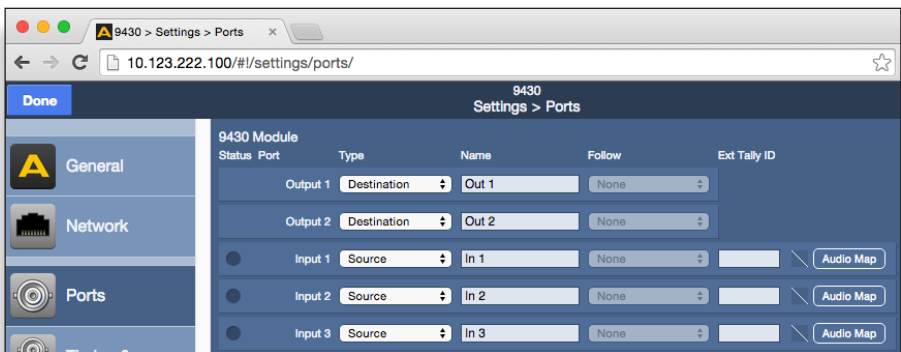 9430 > Settings > Ports ×
10.123.222.100/#!/settings/ports/
Done
9430
Settings > Ports
General
Network
Ports
9430 Module
Status Port Type Name Follow Ext Tally ID
Output 1 Destination Out 1 None
Output 2 Destination Out 2 None
Input 1 Source In 1 None Audio Map
Input 2 Source In 2 None Audio Map
Input 3 Source In 3 None Audio Map